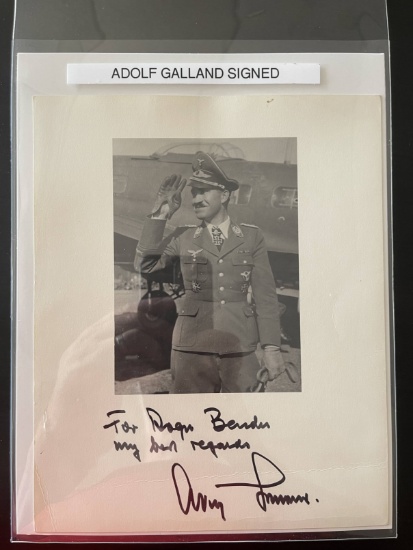 ADOLF GALLAND SIGNED
For Roger Bender
my best regards